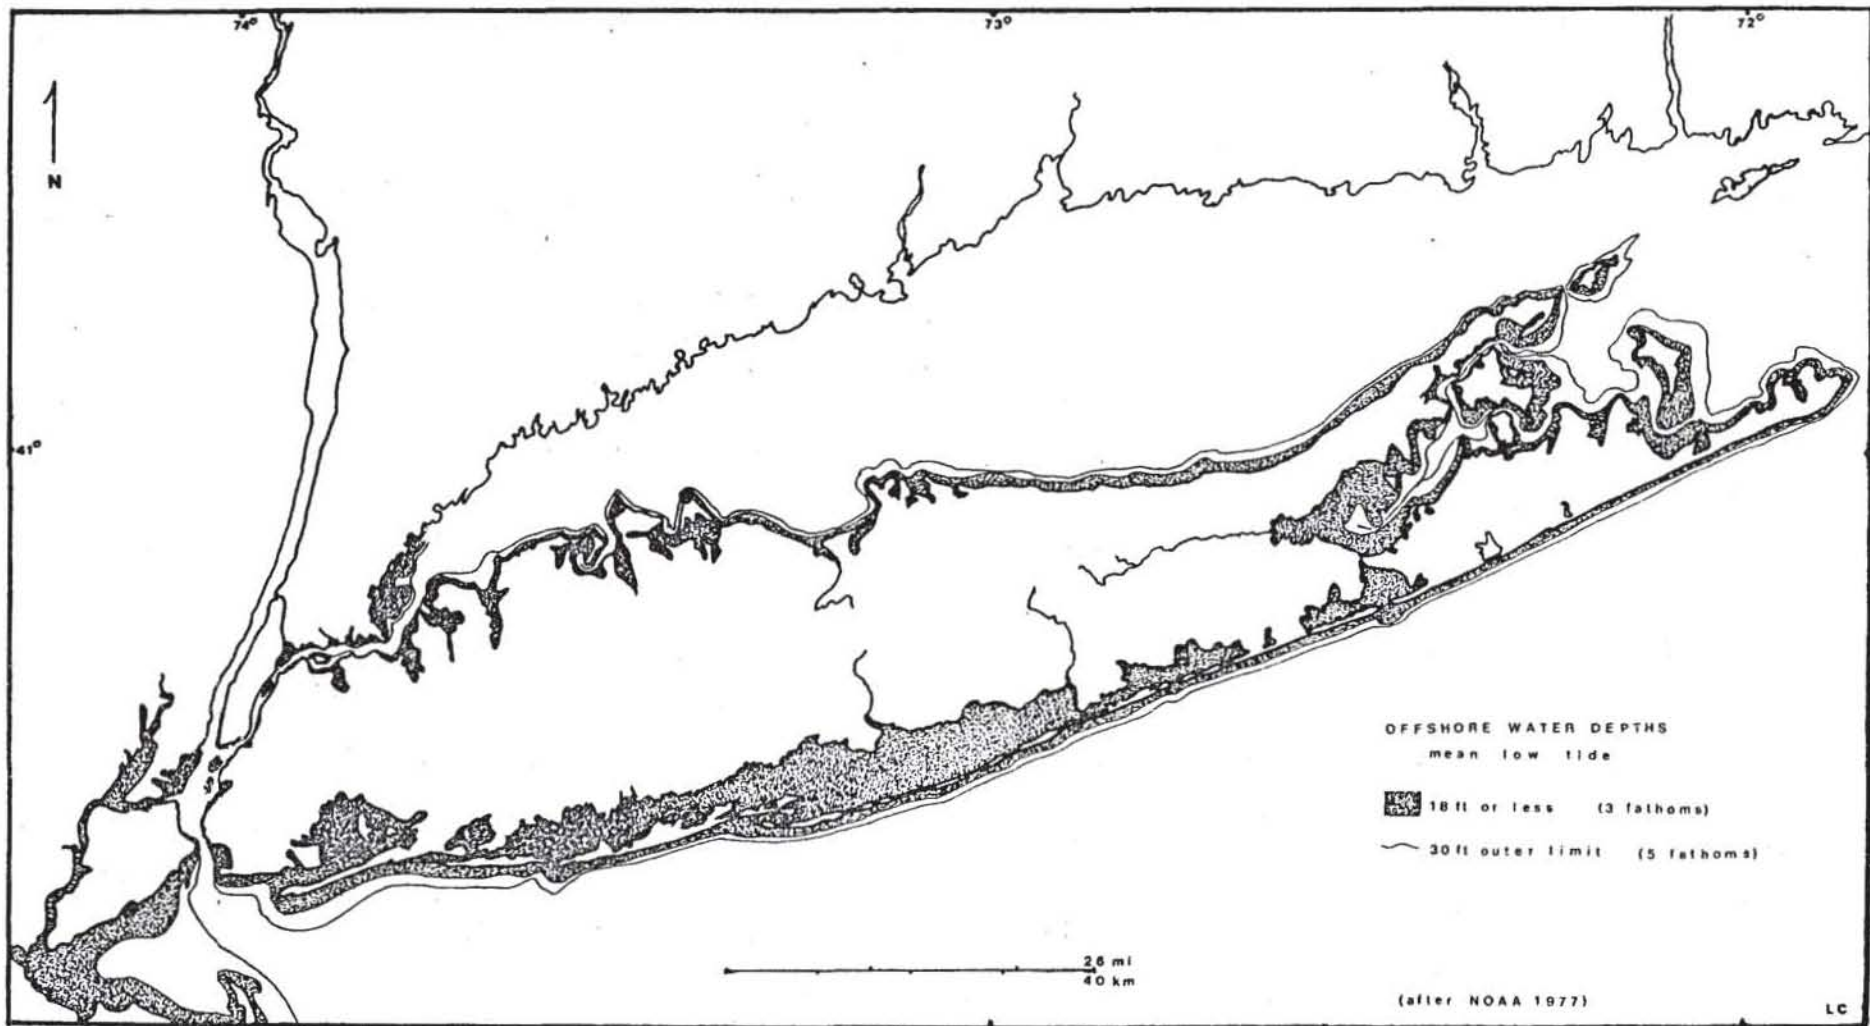 74° 73° 72°
N
41°
OFFSHORE WATER DEPTHS
mean low tide
18 ft or less (3 fathoms)
30 ft outer limit (5 fathoms)
26 mi
40 km
(after NOAA 1977)
LC